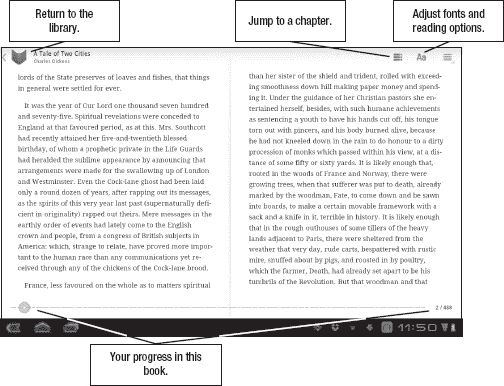 Return to the
library.
Jump to a chapter.
Adjust fonts and
reading options.
A Tale of Two Cities
Charles Dickens
Aa
lords of the State preserves of loaves and fishes, that things
in general were settled for ever.
It was the year of Our Lord one thousand seven hundred
and seventy-five. Spiritual revelations were conceded to
England at that favoured period, as at this. Mrs. Southcott
had recently attained her five-and-twentieth blessed
birthday, of whom a prophetic private in the Life Guards
had heralded the sublime appearance by announcing that
arrangements were made for the swallowing up of London
and Westminster. Even the Cock-lane ghost had been laid
only a round dozen of years, after rapping out its messages,
as the spirits of this very year last past (supernaturally defi-
cient in originality) rapped out theirs. Mere messages in the
earthly order of events had lately come to the English
crown and people, from a congress of British subjects in
America: which, strange to relate, have proved more impor-
tant to the human race than any communications yet re-
ceived through any of the chickens of the Cock-lane brood.
France, less favoured on the whole as to matters spiritual
than her sister of the shield and trident, rolled with exceed-
ing smoothness down hill making paper money and spend-
ing it. Under the guidance of her Christian pastors she en-
tertained herself, besides, with such humane achievements
as sentencing a youth to have his hands cut off, his tongue
torn out with pincers, and his body burned alive, because
he had not kneeled down in the rain to do honour to a dirty
procession of monks which passed within his view, at a dis-
tance of some fifty or sixty yards. It is likely enough that,
rooted in the woods of France and Norway, there were
growing trees, when that sufferer was put to death, already
marked by the woodman, Fate, to come down and be sawn
into boards, to make a certain movable framework with a
sack and a knife in it, terrible in history. It is likely enough
that in the rough outhouses of some tillers of the heavy
lands adjacent to Paris, there were sheltered from the
weather that very day, rude carts, bespattered with rustic
mire, snuffed about by pigs, and roosted in by poultry,
which the farmer, Death, had already set apart to be his
tumbrils of the Revolution. But that woodman and that
2 / 488
11:50
Your progress in this
book.